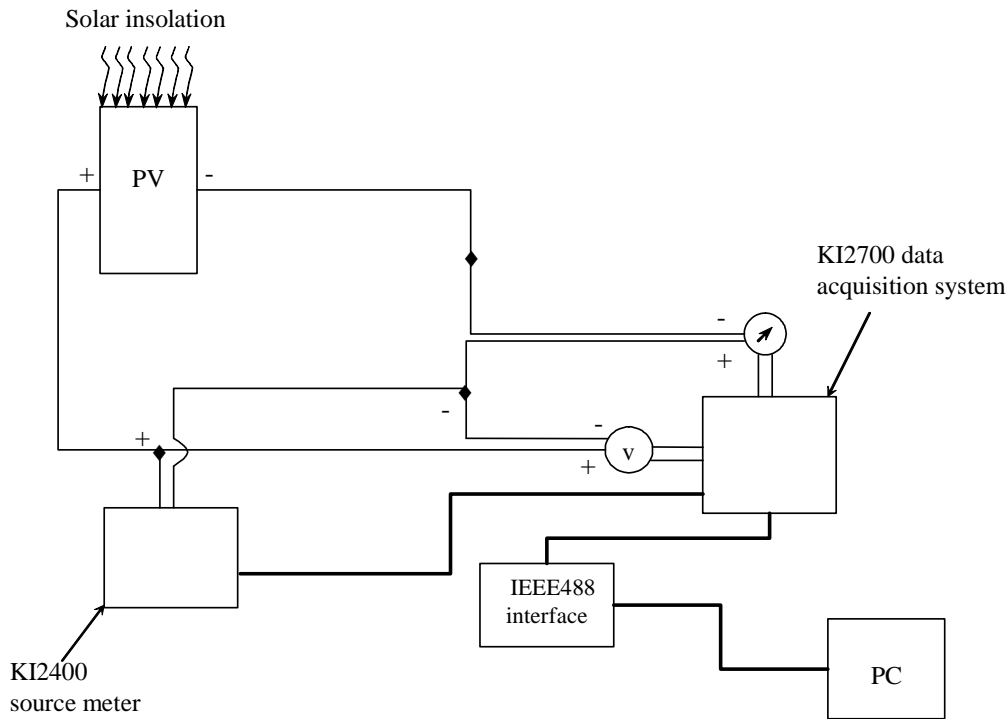 Solar insolation
+
PV
-
KI2700 data
acquisition system
-
+
-
-
+
v
+
IEEE488
interface
KI2400
source meter
PC